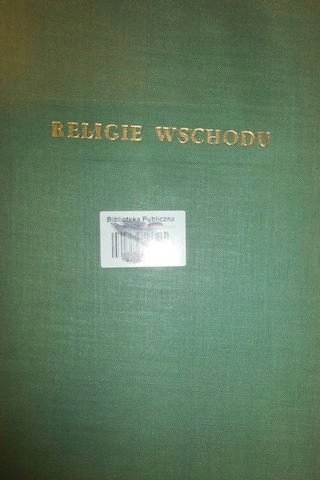 RELIGIE WSCHODU
Biblioteka Publiczna